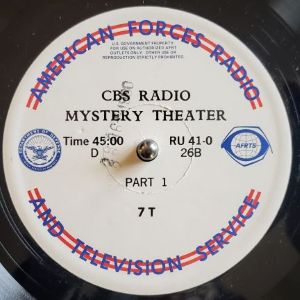 AMERICAN FORCES RADIO
U.S. GOVERNMENT PROPERTY
FOR USE ON AUTHORIZED AFRT
OUTLETS ONLY. OTHER USE OR
REPRODUCTION STRICTLY PROHIBITED.
CBS RADIO
MYSTERY THEATER
Time 45:00
RU 41-0
D
26B
AFRTS
PART 1
7 T
AND TELEVISION SERVICE